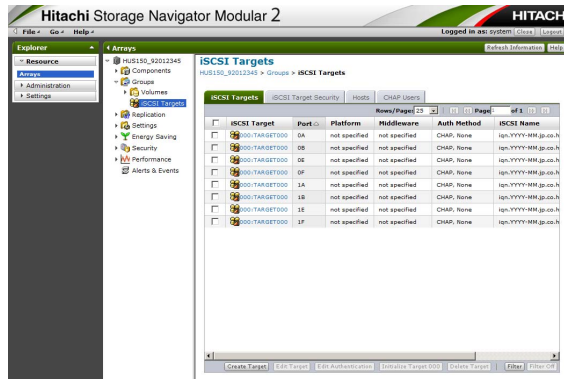 Hitachi Storage Navigator Modular 2
HITACH
File Go Help
Logged in as: system Close Logout
Explorer
Arrays
Refresh Information Help
Resource
Arrays
Administration
Settings
HUS150_92012345
Components
Groups
Volumes
iSCSI Targets
Replication
Settings
Energy Saving
Security
Performance
Alerts & Events
iSCSI Targets
HUS150_92012345 > Groups > iSCSI Targets
iSCSI Targets iSCSI Target Security Hosts CHAP Users
Rows/Page: 25 Page 1 of 1
iSCSI Target Port Platform Middleware Auth Method iSCSI Name
000:TARGET000 0A not specified not specified CHAP, None iqn.YYYY-MM.jp.co.h
000:TARGET000 0B not specified not specified CHAP, None iqn.YYYY-MM.jp.co.h
000:TARGET000 0E not specified not specified CHAP, None iqn.YYYY-MM.jp.co.h
000:TARGET000 0F not specified not specified CHAP, None iqn.YYYY-MM.jp.co.h
000:TARGET000 1A not specified not specified CHAP, None iqn.YYYY-MM.jp.co.h
000:TARGET000 1B not specified not specified CHAP, None iqn.YYYY-MM.jp.co.h
000:TARGET000 1E not specified not specified CHAP, None iqn.YYYY-MM.jp.co.h
000:TARGET000 1F not specified not specified CHAP, None iqn.YYYY-MM.jp.co.h
Create Target Edit Target Edit Authentication Initialize Target 000 Delete Target Filter Filter Off